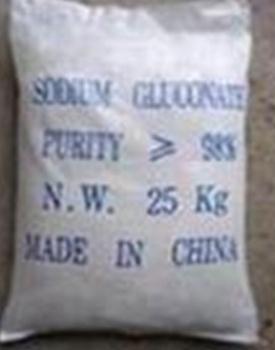 SODIUM GLUCONATE
PURITY ≥ 98%
N.W. 25 Kg
MADE IN CHINA